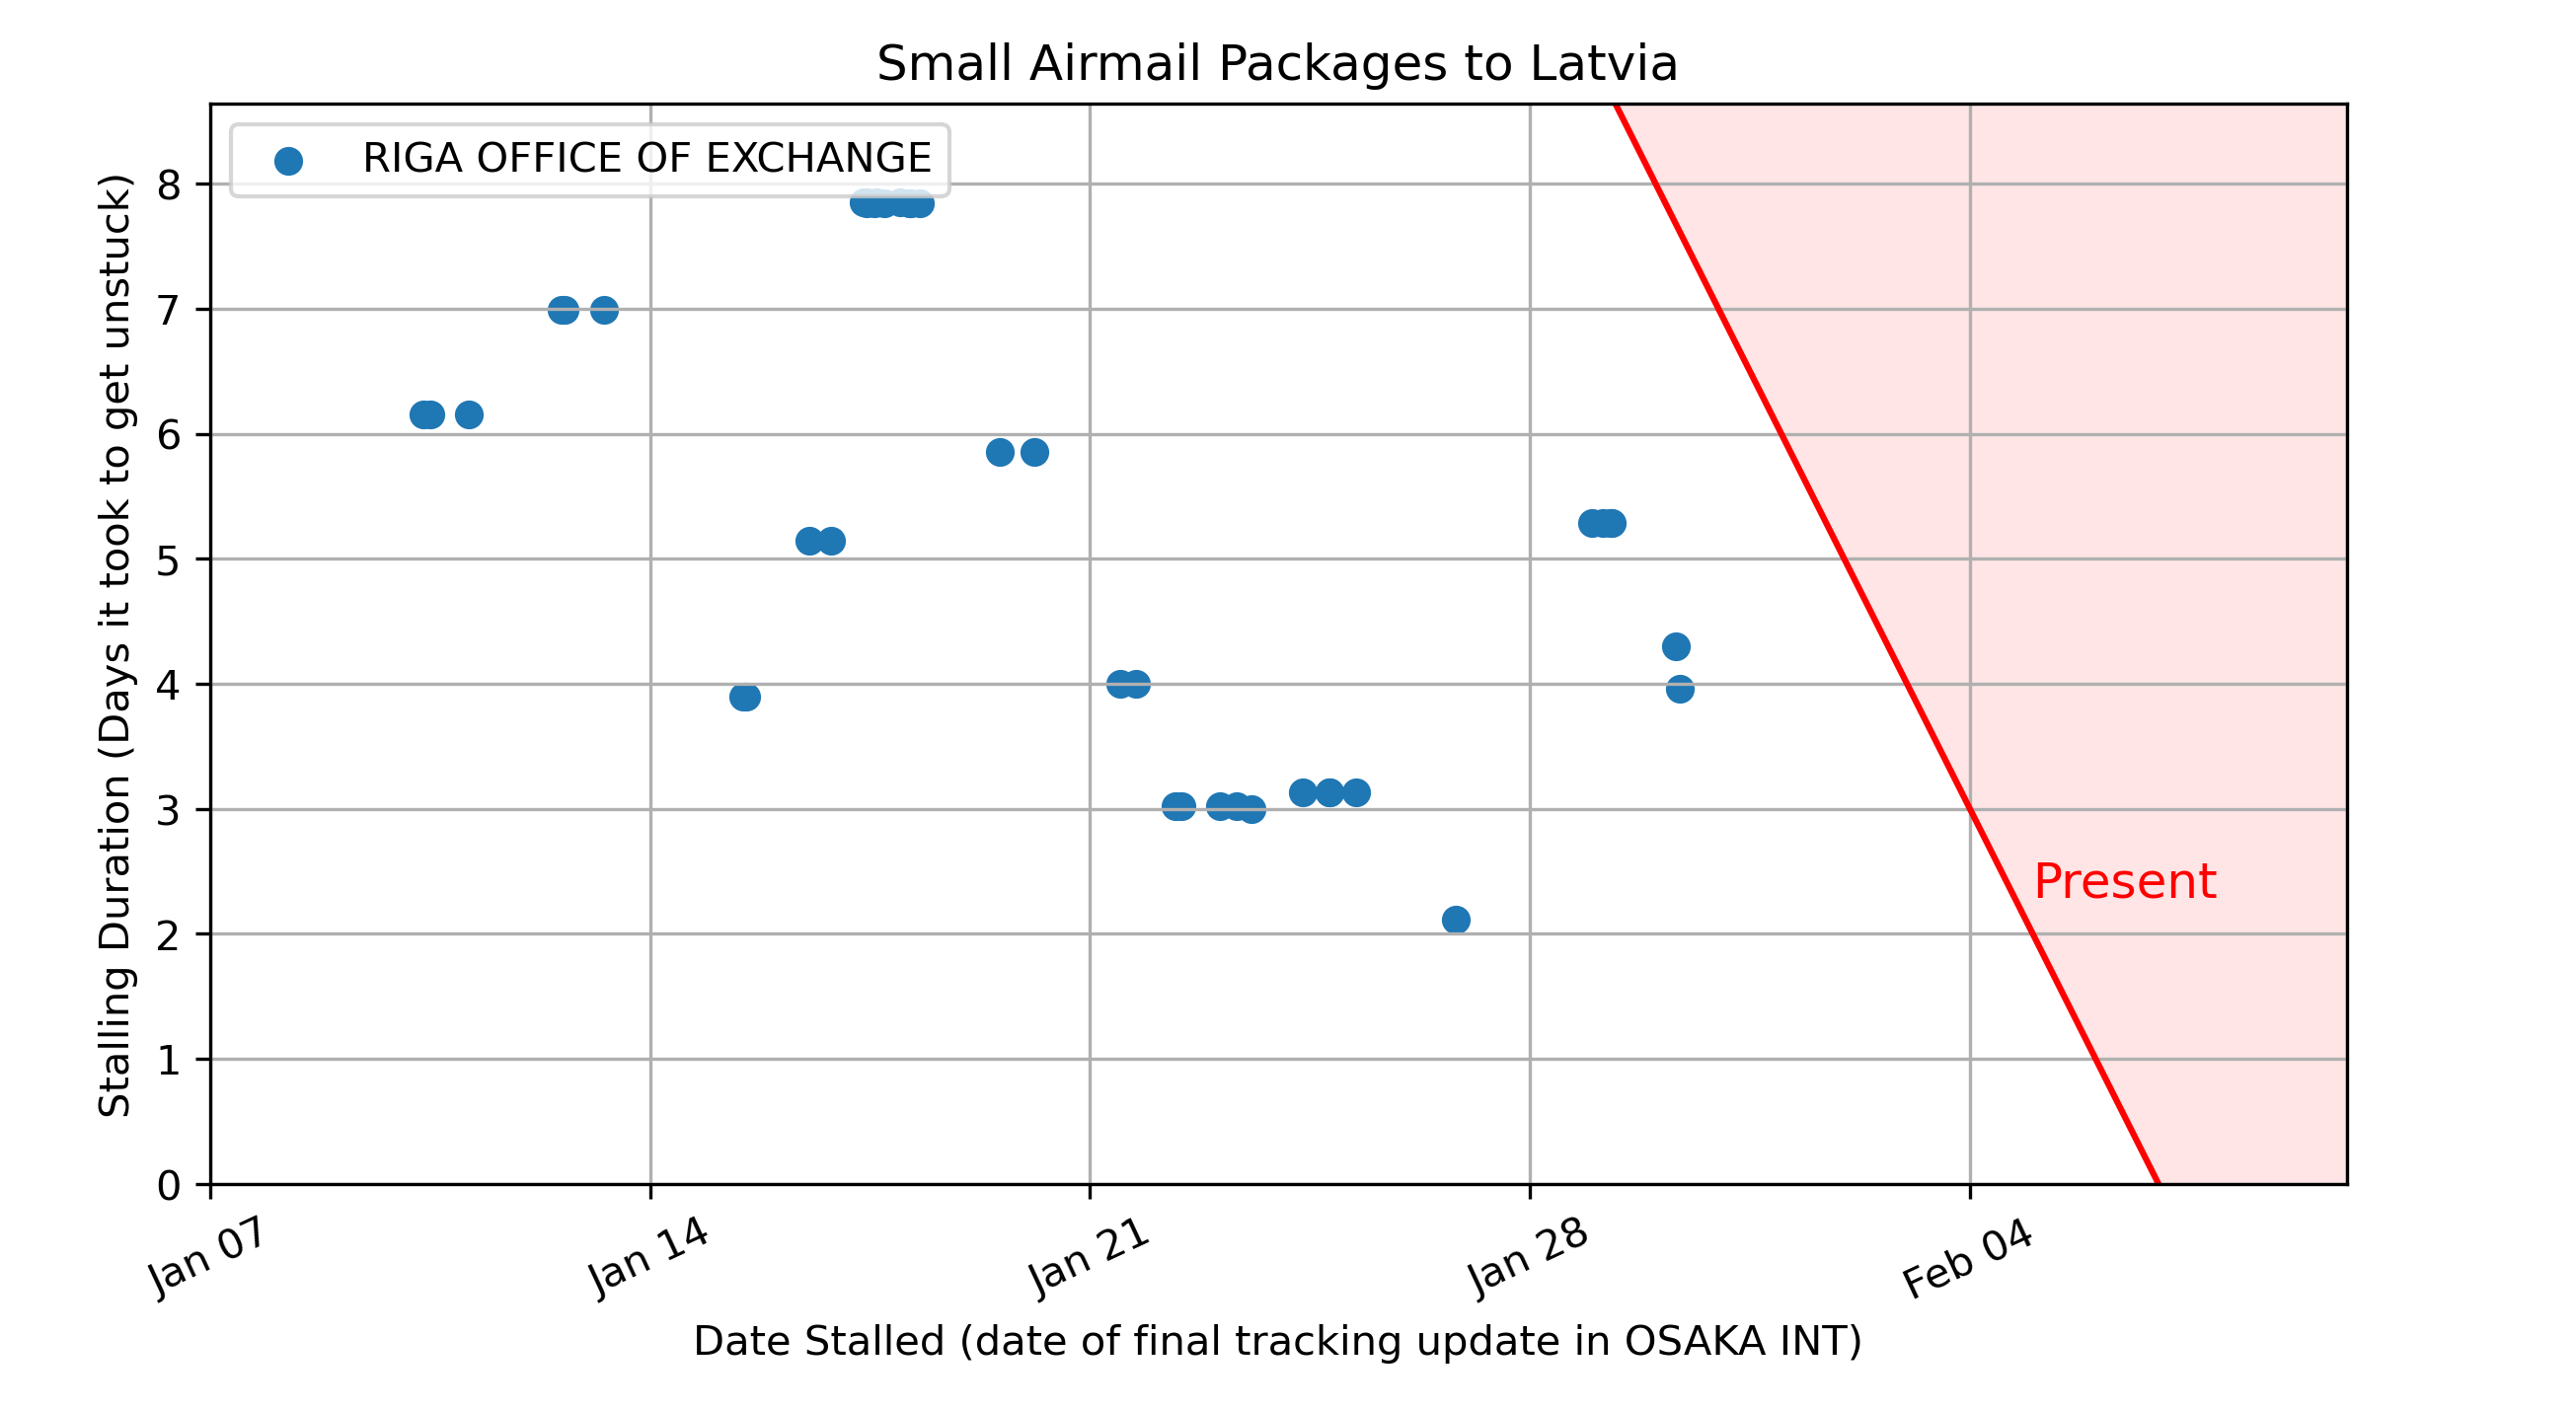 Small Airmail Packages to Latvia
RIGA OFFICE OF EXCHANGE
Stalling Duration (Days it took to get unstuck)
8
7
6
5
4
3
2
1
0
Present
Jan 07
Jan 14
Jan 21
Jan 28
Feb 04
Date Stalled (date of final tracking update in OSAKA INT)